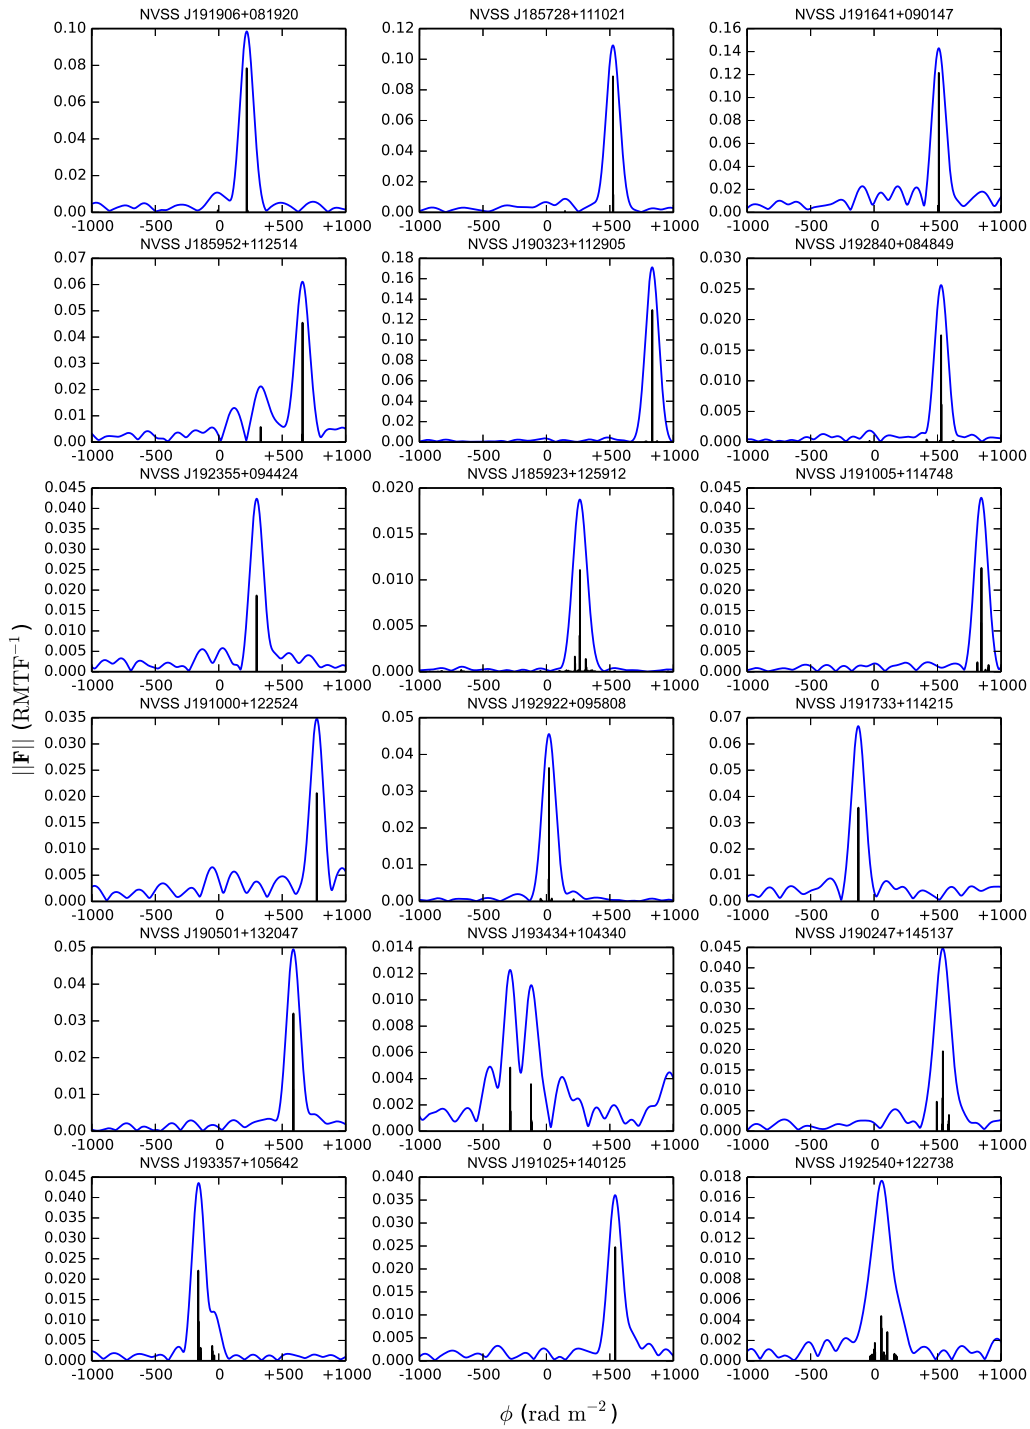 NVSS J191906+081920 NVSS J185728+111021 NVSS J191641+090147
0.10 0.08 0.06 0.04 0.02 0.00
0.12 0.10 0.08 0.06 0.04 0.02 0.00
0.16 0.14 0.12 0.10 0.08 0.06 0.04 0.02 0.00
-1000 -500 0 +500 +1000 -1000 -500 0 +500 +1000 -1000 -500 0 +500 +1000
NVSS J185952+112514 NVSS J190323+112905 NVSS J192840+084849
0.07 0.06 0.05 0.04 0.03 0.02 0.01 0.00
0.18 0.16 0.14 0.12 0.10 0.08 0.06 0.04 0.02 0.00
0.030 0.025 0.020 0.015 0.010 0.005 0.000
-1000 -500 0 +500 +1000 -1000 -500 0 +500 +1000 -1000 -500 0 +500 +1000
NVSS J192355+094424 NVSS J185923+125912 NVSS J191005+114748
0.045 0.040 0.035 0.030 0.025 0.020 0.015 0.010 0.005 0.000
0.020 0.015 0.010 0.005 0.000
0.045 0.040 0.035 0.030 0.025 0.020 0.015 0.010 0.005 0.000
-1000 -500 0 +500 +1000 -1000 -500 0 +500 +1000 -1000 -500 0 +500 +1000
||F|| (RMTF⁻¹)
NVSS J191000+122524 NVSS J192922+095808 NVSS J191733+114215
0.035 0.030 0.025 0.020 0.015 0.010 0.005 0.000
0.05 0.04 0.03 0.02 0.01 0.00
0.07 0.06 0.05 0.04 0.03 0.02 0.01 0.00
-1000 -500 0 +500 +1000 -1000 -500 0 +500 +1000 -1000 -500 0 +500 +1000
NVSS J190501+132047 NVSS J193434+104340 NVSS J190247+145137
0.05 0.04 0.03 0.02 0.01 0.00
0.014 0.012 0.010 0.008 0.006 0.004 0.002 0.000
0.045 0.040 0.035 0.030 0.025 0.020 0.015 0.010 0.005 0.000
-1000 -500 0 +500 +1000 -1000 -500 0 +500 +1000 -1000 -500 0 +500 +1000
NVSS J193357+105642 NVSS J191025+140125 NVSS J192540+122738
0.045 0.040 0.035 0.030 0.025 0.020 0.015 0.010 0.005 0.000
0.040 0.035 0.030 0.025 0.020 0.015 0.010 0.005 0.000
0.018 0.016 0.014 0.012 0.010 0.008 0.006 0.004 0.002 0.000
-1000 -500 0 +500 +1000 -1000 -500 0 +500 +1000 -1000 -500 0 +500 +1000
ϕ (rad m⁻²)